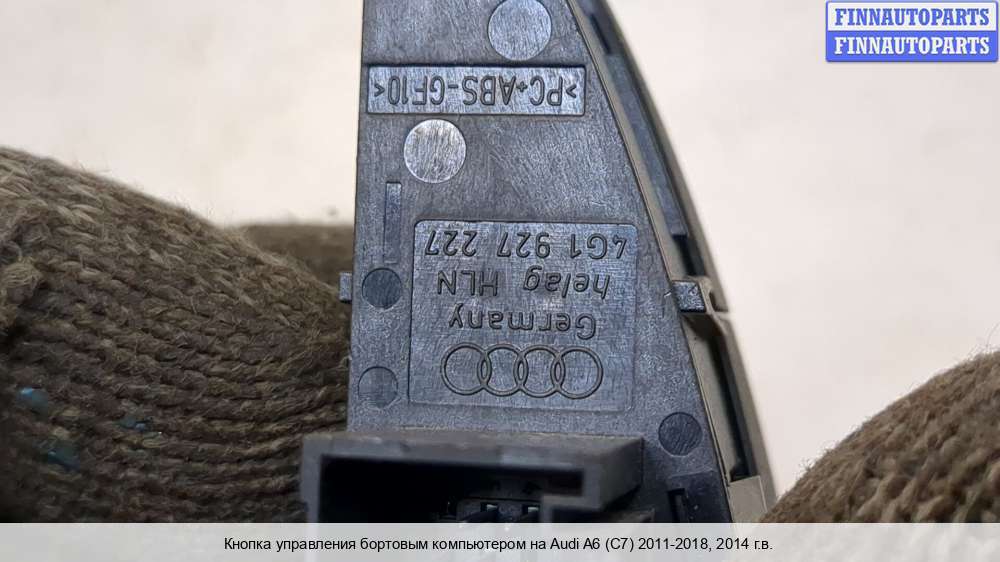 FINNAUTOPARTS
FINNAUTOPARTS
>PC+ABS-GF10<
4G1 927 227
helag HLN
Germany
Кнопка управления бортовым компьютером на Audi A6 (C7) 2011-2018, 2014 г.в.